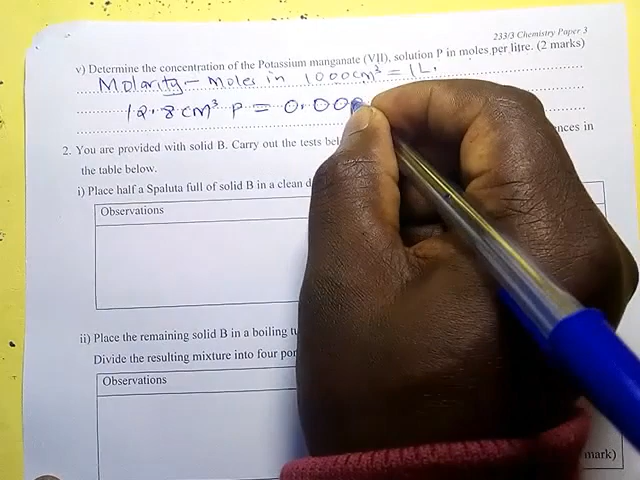 233/3 Chemistry Paper 3
v) Determine the concentration of the Potassium manganate (VII), solution P in moles per litre. (2 marks)
Molarity - Moles in 1000cm³ = 1L.
12.8cm³ P = 0.00
2. You are provided with solid B. Carry out the tests
ences in
the table below.
i) Place half a Spaluta full of solid B in a clean
Observations
ii) Place the remaining solid B in a boiling
Divide the resulting mixture into four
Observations
mark)